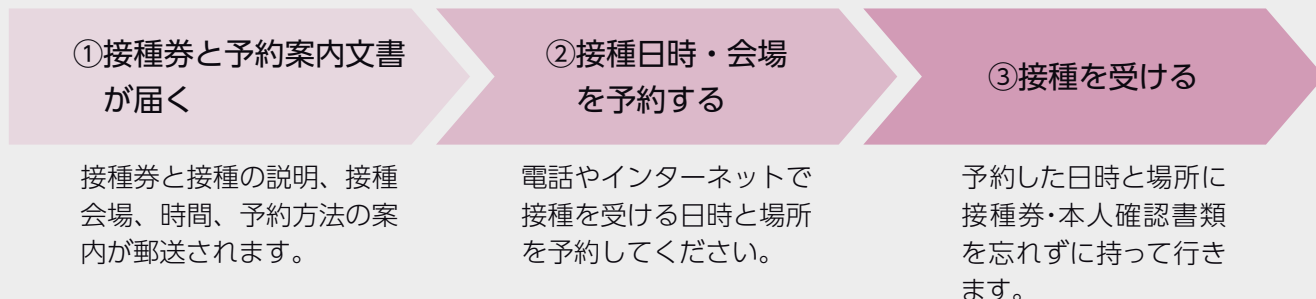 ①接種券と予約案内文書
が届く
接種券と接種の説明、接種
会場、時間、予約方法の案
内が郵送されます。
②接種日時・会場
を予約する
電話やインターネットで
接種を受ける日時と場所
を予約してください。
③接種を受ける
予約した日時と場所に
接種券・本人確認書類
を忘れずに持って行き
ます。